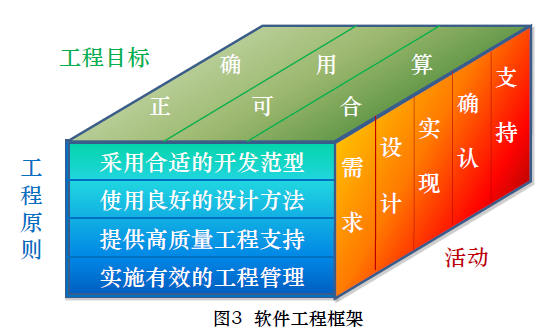 工程目标
正确
可用
合算
工程原则
采用合适的开发范型
使用良好的设计方法
提供高质量工程支持
实施有效的工程管理
需求
设计
实现
确认
支持
活动
图3 软件工程框架